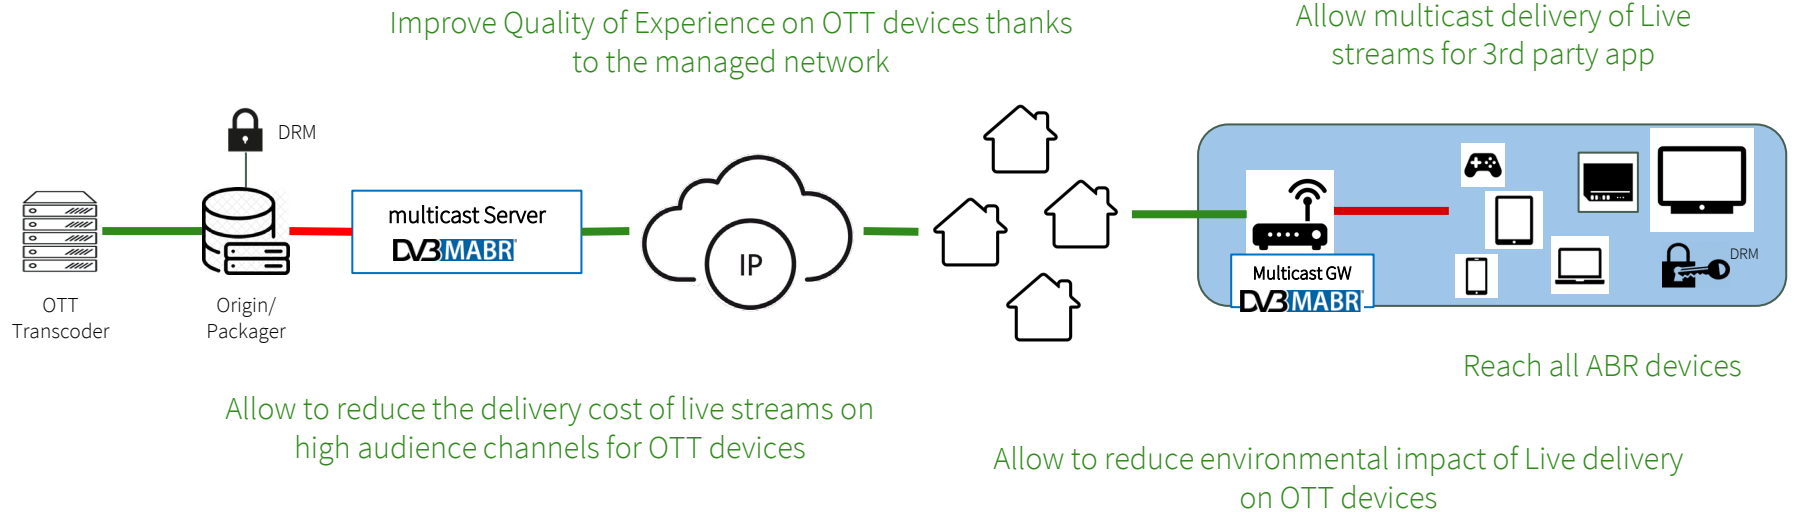 Improve Quality of Experience on OTT devices thanks
to the managed network
Allow multicast delivery of Live
streams for 3rd party app
DRM
multicast Server
DVB MABR
IP
OTT
Transcoder
Origin/
Packager
Multicast GW
DVB MABR
DRM
Reach all ABR devices
Allow to reduce the delivery cost of live streams on
high audience channels for OTT devices
Allow to reduce environmental impact of Live delivery
on OTT devices